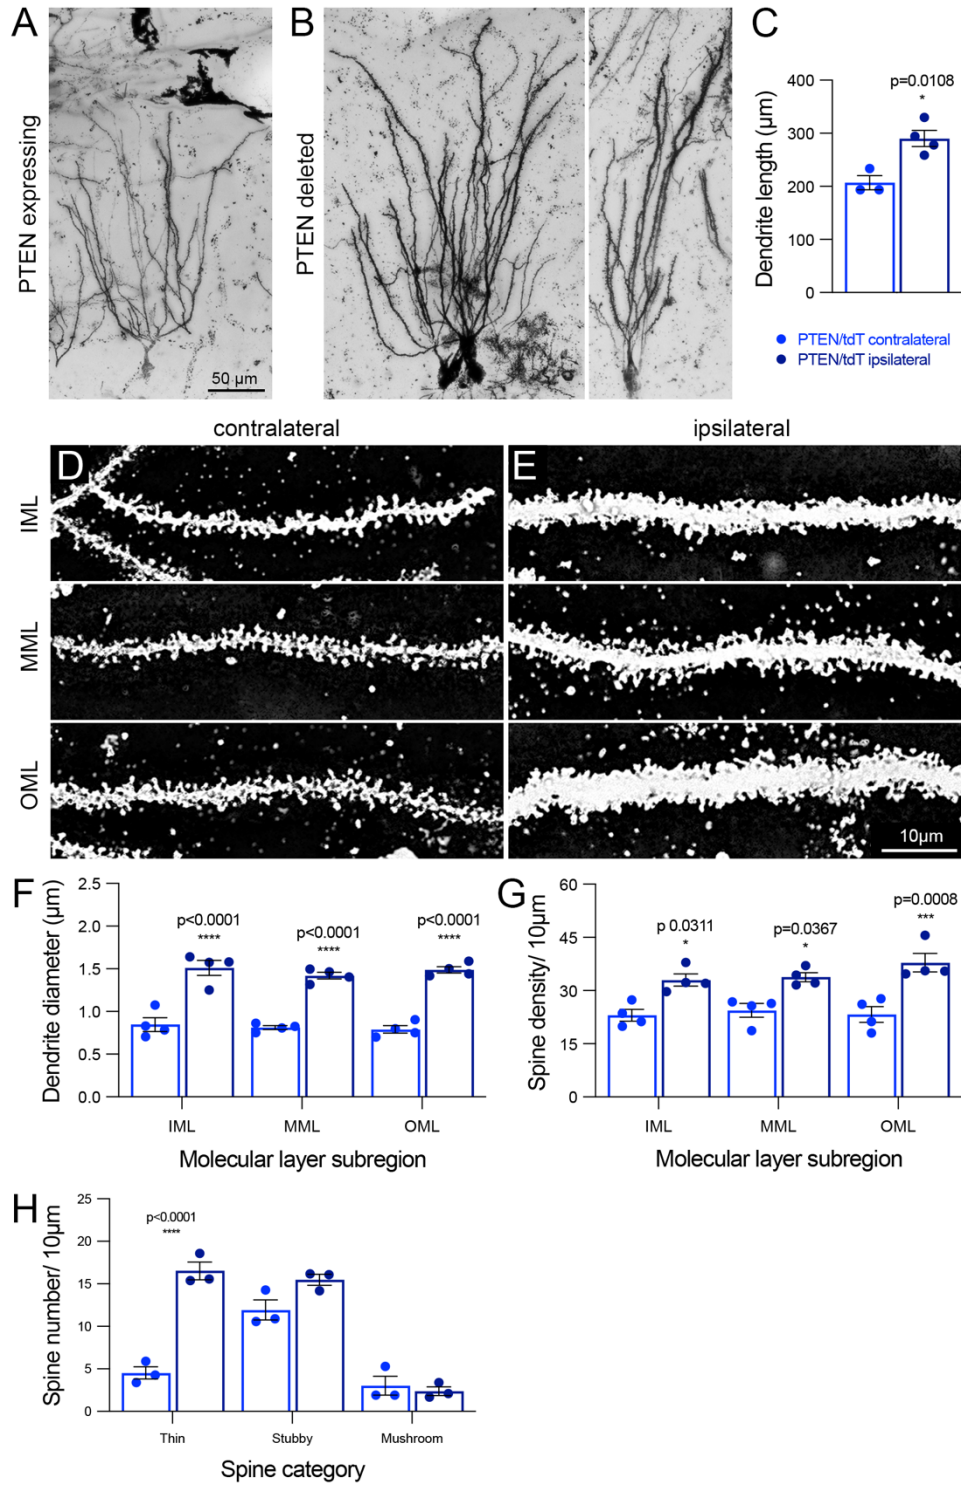 A
B
C
PTEN expressing
PTEN deleted
50 µm
Dendrite length (µm)
400
300
200
100
0
p=0.0108
*
PTEN/tdT contralateral
PTEN/tdT ipsilateral
contralateral
ipsilateral
D
E
IML
MML
OML
10µm
F
Dendrite diameter (µm)
2.5
2.0
1.5
1.0
0.5
0.0
p<0.0001
****
p<0.0001
****
p<0.0001
****
IML
MML
OML
Molecular layer subregion
G
Spine density/ 10µm
60
45
30
15
0
p 0.0311
*
p=0.0367
*
p=0.0008
***
IML
MML
OML
Molecular layer subregion
H
Spine number/ 10µm
25
20
15
10
5
0
p<0.0001
****
Thin
Stubby
Mushroom
Spine category